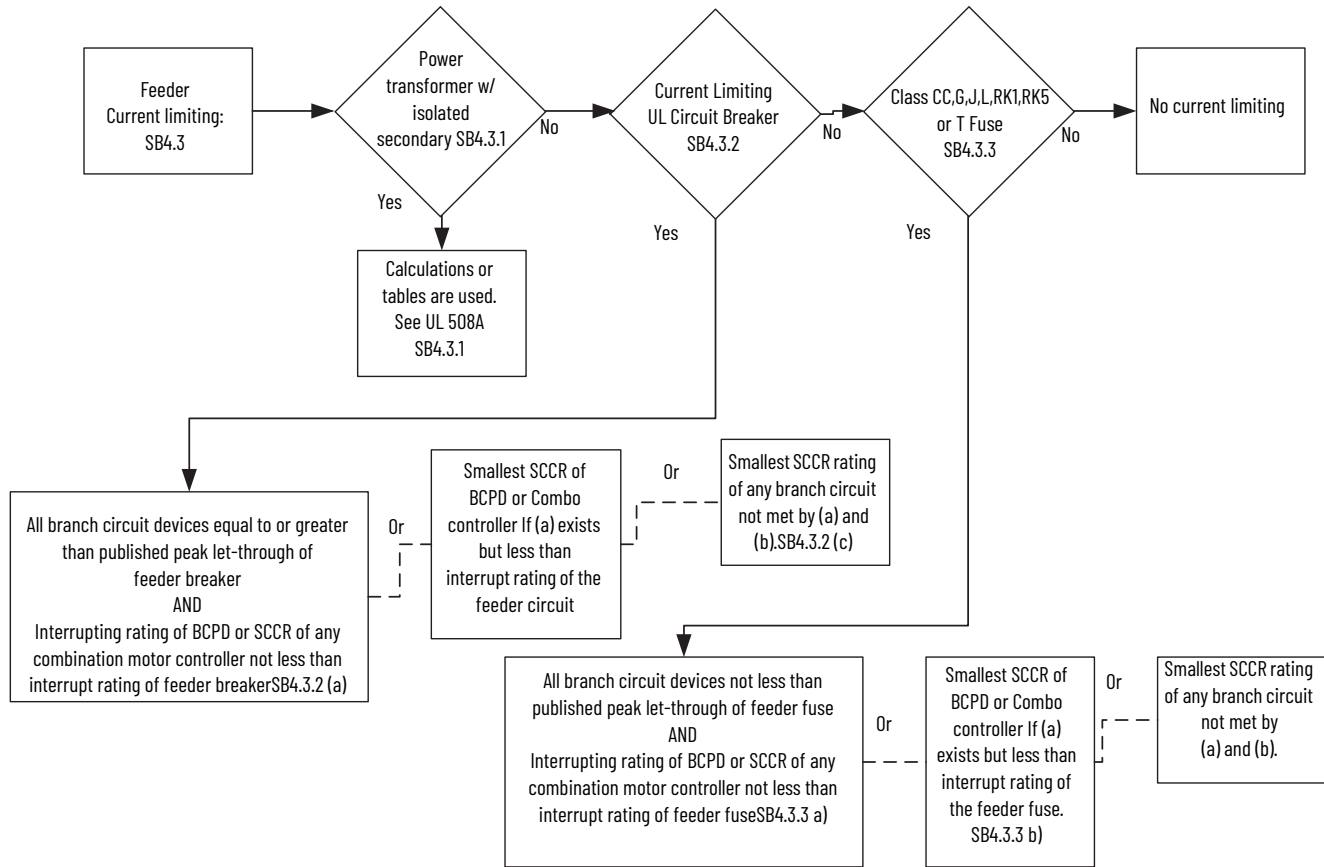 Feeder
Current limiting:
SB4.3
Power
transformer w/
isolated
secondary SB4.3.1
No
Yes
Current Limiting
UL Circuit Breaker
SB4.3.2
No
Yes
Class CC,G,J,L,RK1,RK5
or T Fuse
SB4.3.3
No
Yes
No current limiting
Calculations or
tables are used.
See UL 508A
SB4.3.1
All branch circuit devices equal to or greater
than published peak let-through of
feeder breaker
AND
Interrupting rating of BCPD or SCCR of any
combination motor controller not less than
interrupt rating of feeder breakerSB4.3.2 (a)
Or
Smallest SCCR of
BCPD or Combo
controller If (a) exists
but less than
interrupt rating of the
feeder circuit
Or
Smallest SCCR rating
of any branch circuit
not met by (a) and
(b).SB4.3.2 (c)
All branch circuit devices not less than
published peak let-through of feeder fuse
AND
Interrupting rating of BCPD or SCCR of any
combination motor controller not less than
interrupt rating of feeder fuseSB4.3.3 a)
Or
Smallest SCCR of
BCPD or Combo
controller If (a)
exists but less than
interrupt rating of
the feeder fuse.
SB4.3.3 b)
Or
Smallest SCCR rating
of any branch circuit
not met by
(a) and (b).